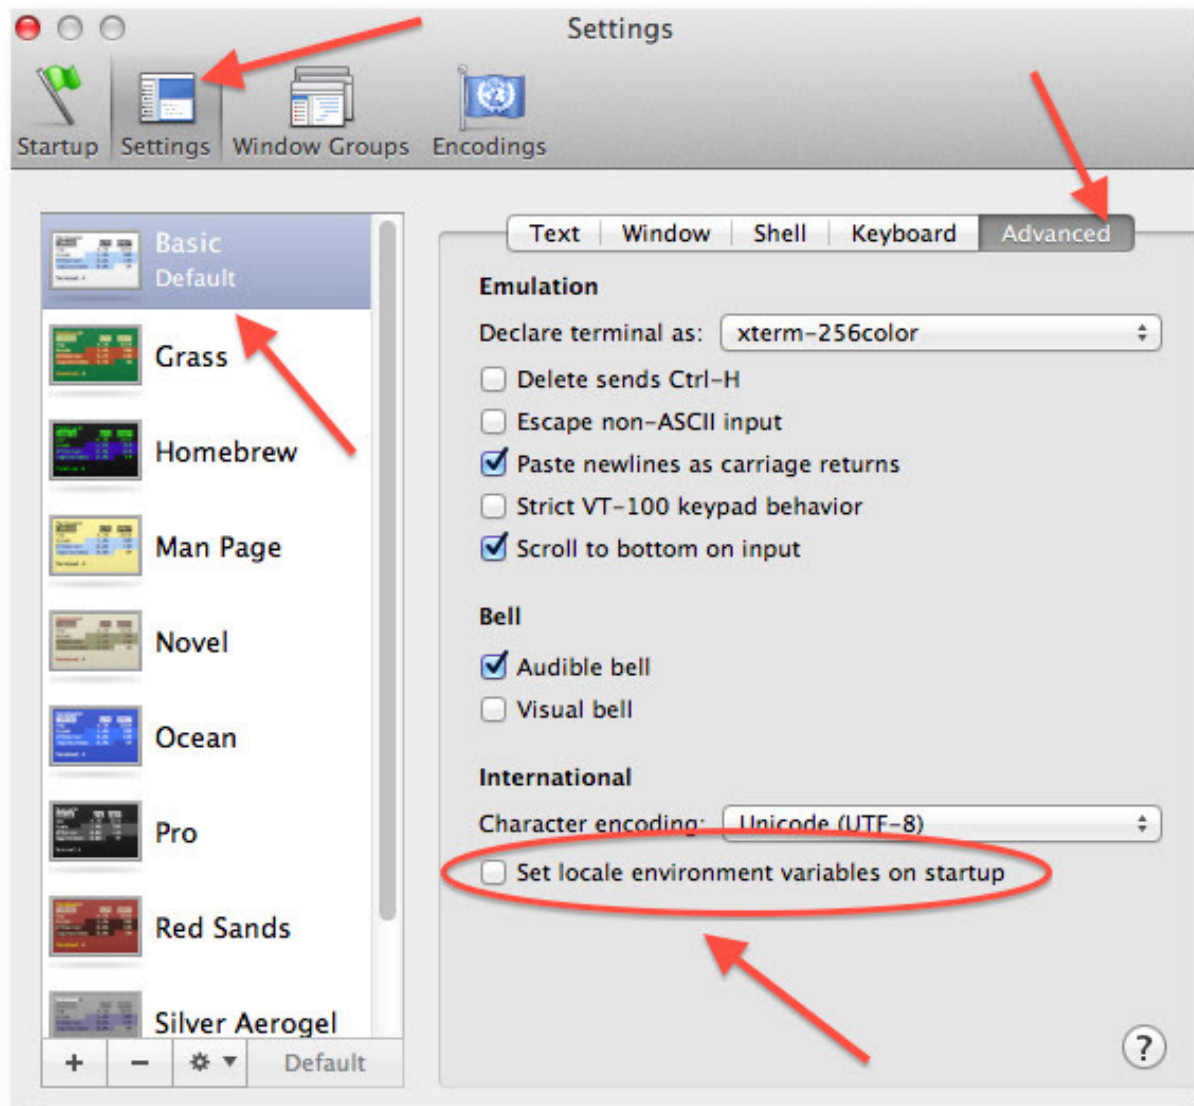 Settings
Startup
Settings
Window Groups
Encodings
Basic
Default
Grass
Homebrew
Man Page
Novel
Ocean
Pro
Red Sands
Silver Aerogel
+
−
Default
Text
Window
Shell
Keyboard
Advanced
Emulation
Declare terminal as: xterm-256color
Delete sends Ctrl-H
Escape non-ASCII input
Paste newlines as carriage returns
Strict VT-100 keypad behavior
Scroll to bottom on input
Bell
Audible bell
Visual bell
International
Character encoding: Unicode (UTF-8)
Set locale environment variables on startup
?